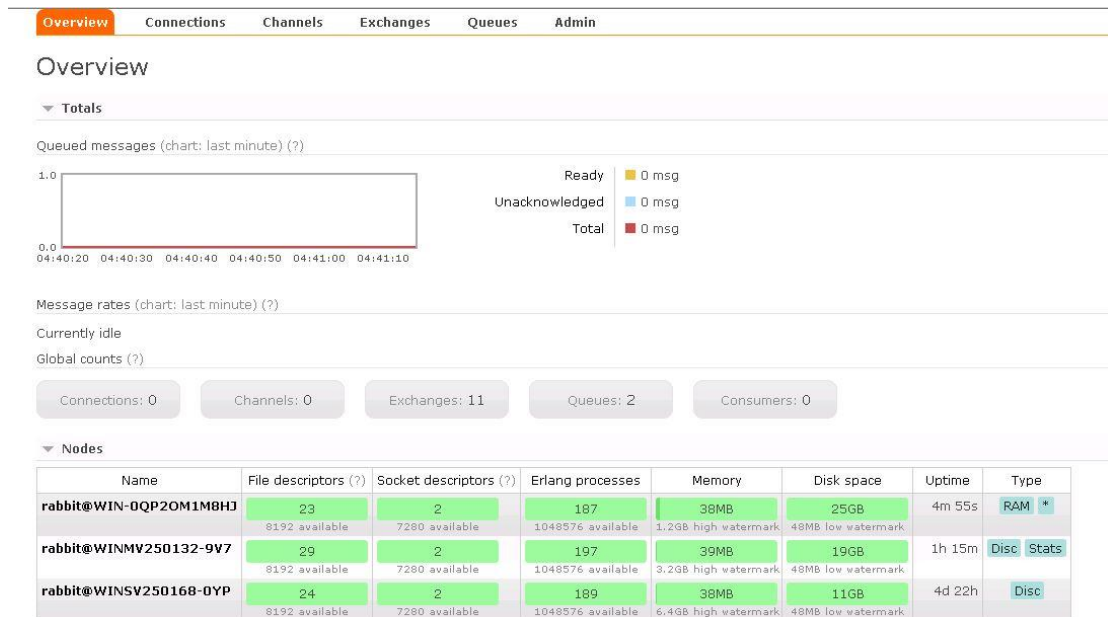 Overview Connections Channels Exchanges Queues Admin
Overview
Totals
Queued messages (chart: last minute) (?)
1.0
Ready 0 msg
Unacknowledged 0 msg
Total 0 msg
0.0
04:40:20 04:40:30 04:40:40 04:40:50 04:41:00 04:41:10
Message rates (chart: last minute) (?)
Currently idle
Global counts (?)
Connections: 0 Channels: 0 Exchanges: 11 Queues: 2 Consumers: 0
Nodes
Name File descriptors (?) Socket descriptors (?) Erlang processes Memory Disk space Uptime Type
rabbit@WIN-0QP2OM1M8HJ 23 2 187 38MB 25GB 4m 55s RAM *
8192 available 7280 available 1048576 available 1.2GB high watermark 48MB low watermark
rabbit@WINMV250132-9V7 29 2 197 39MB 19GB 1h 15m Disc Stats
8192 available 7280 available 1048576 available 3.2GB high watermark 48MB low watermark
rabbit@WINSV250168-0YP 24 2 189 38MB 11GB 4d 22h Disc
8192 available 7280 available 1048576 available 6.4GB high watermark 48MB low watermark